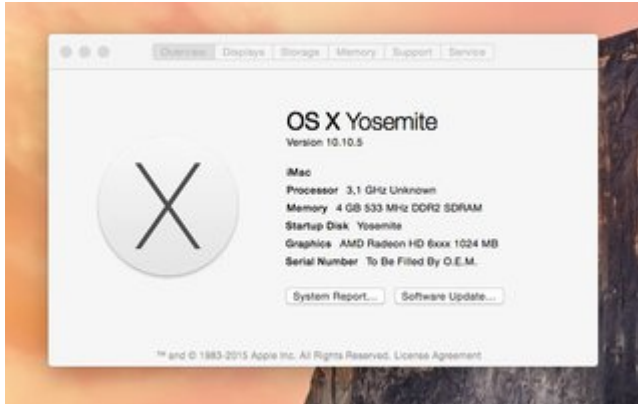 Overview Displays Storage Memory Support Service
OS X Yosemite
Version 10.10.5
iMac
Processor 3,1 GHz Unknown
Memory 4 GB 533 MHz DDR2 SDRAM
Startup Disk Yosemite
Graphics AMD Radeon HD 6xxx 1024 MB
Serial Number To Be Filled By O.E.M.
System Report... Software Update...
™ and © 1983-2015 Apple Inc. All Rights Reserved. License Agreement